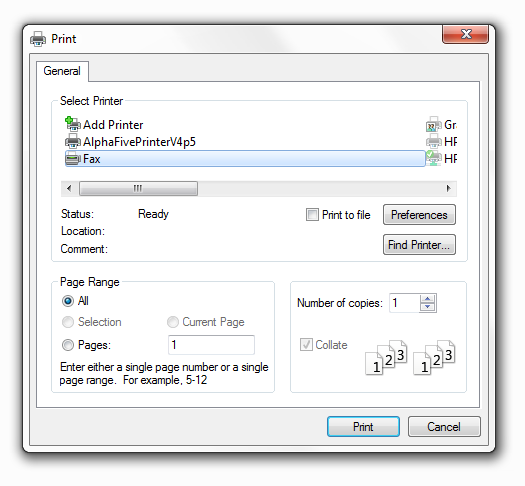 Print
General
Select Printer
Add Printer
Gr
AlphaFivePrinterV4p5
HP
Fax
HP
Status: Ready
Print to file
Preferences
Location:
Find Printer...
Comment:
Page Range
All
Number of copies: 1
Selection
Current Page
Pages: 1
Collate
1 2 3 1 2 3
Enter either a single page number or a single
page range. For example, 5-12
Print
Cancel